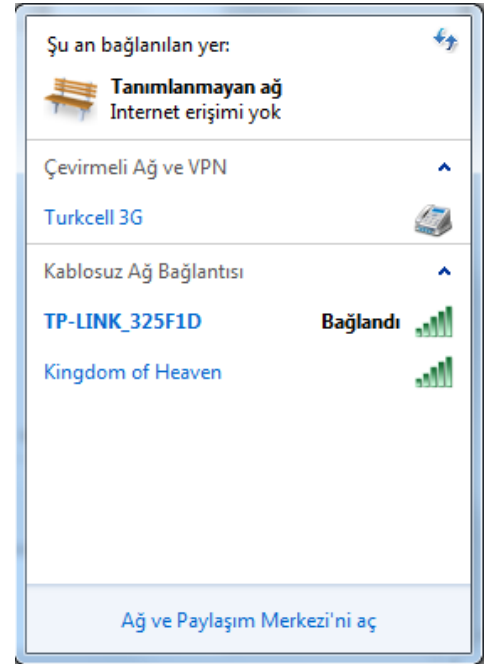 Şu an bağlanılan yer:
Tanımlanmayan ağ
Internet erişimi yok
Çevirmeli Ağ ve VPN
Turkcell 3G
Kablosuz Ağ Bağlantısı
TP-LINK_325F1D Bağlandı
Kingdom of Heaven
Ağ ve Paylaşım Merkezi'ni aç